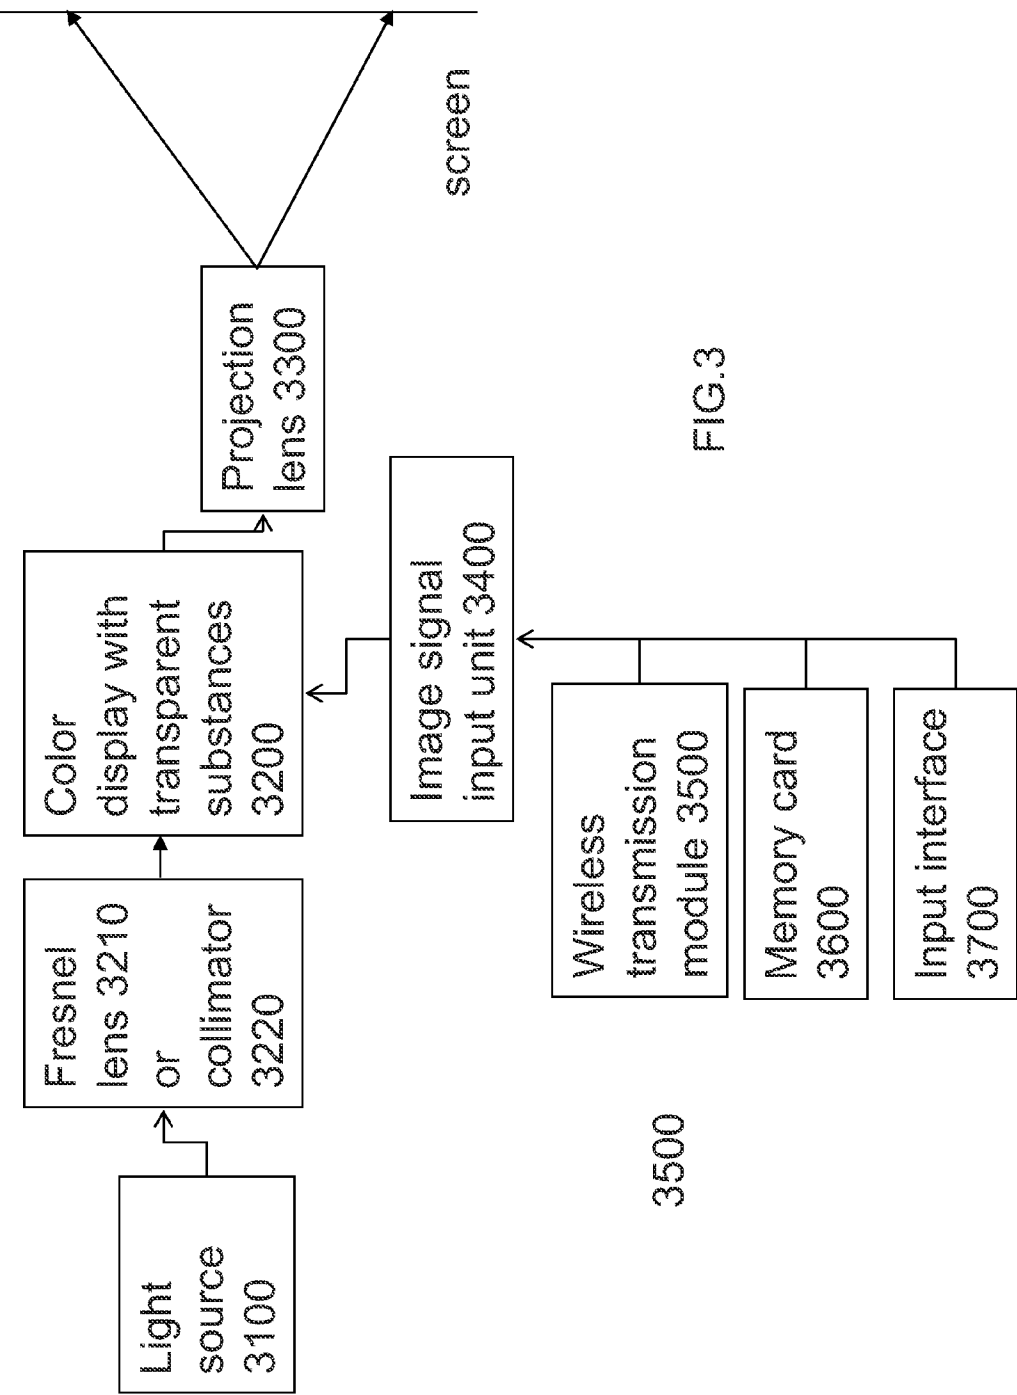 Light
source
3100
Fresnel
lens 3210
or
collimator
3220
Color
display with
transparent
substances
3200
Projection
lens 3300
screen
Image signal
input unit 3400
Wireless
transmission
module 3500
Memory card
3600
Input interface
3700
3500
FIG.3